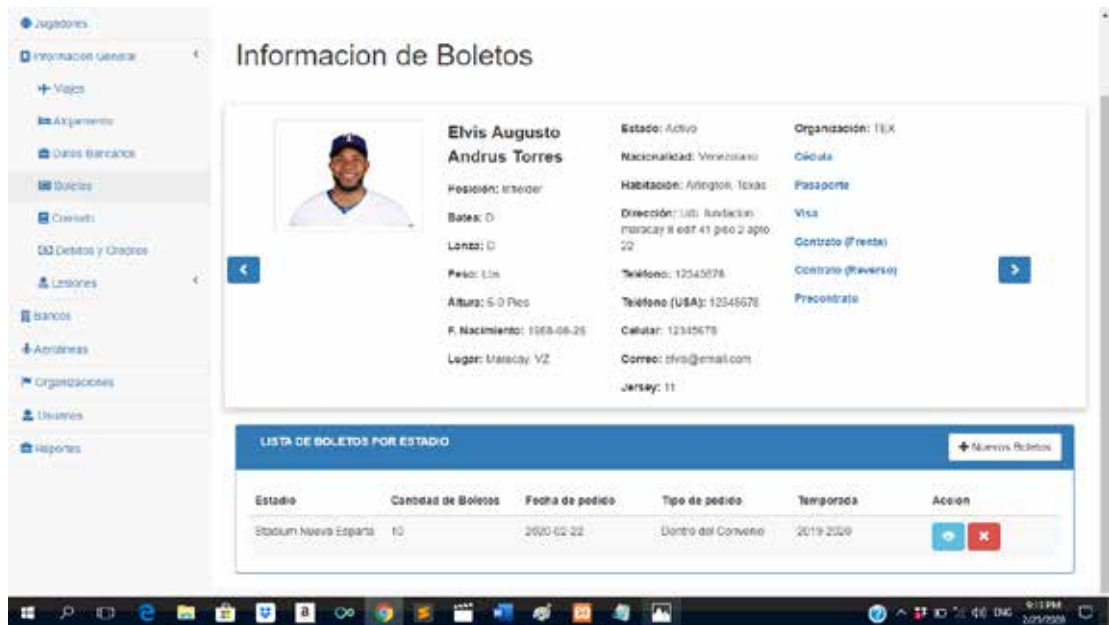 Jugadores
Informacion General
Viajes
Alojamiento
Datos Bancarios
Boletos
Contrato
Debitos y Creditos
Lesiones
Bancos
Aerolineas
Organizaciones
Usuarios
Reportes
Informacion de Boletos
Elvis Augusto
Andrus Torres
Posición: Infielder
Batea: D
Lanza: D
Peso:
Altura: 6-0 Pies
F. Nacimiento: 1988-08-26
Lugar: Maracay, VZ
Estado: Activo
Nacionalidad: Venezolano
Habitación: Arlington, Texas
Dirección: Urb. fundacion
maracay II edif 41 piso 2 apto
22
Teléfono: 12345678
Teléfono (USA): 12345678
Celular: 12345678
Correo: elvis@email.com
Jersey: 11
Organización: TEX
Cédula
Pasaporte
Visa
Contrato (Frente)
Contrato (Reverso)
Precontrato
LISTA DE BOLETOS POR ESTADIO
Nuevos Boletos
Estadio Cantidad de Boletos Fecha de pedido Tipo de pedido Temporada Accion
Stadium Nueva Esparta 10 2020-02-22 Dentro del Convenio 2019-2020
ENG
9:13 PM